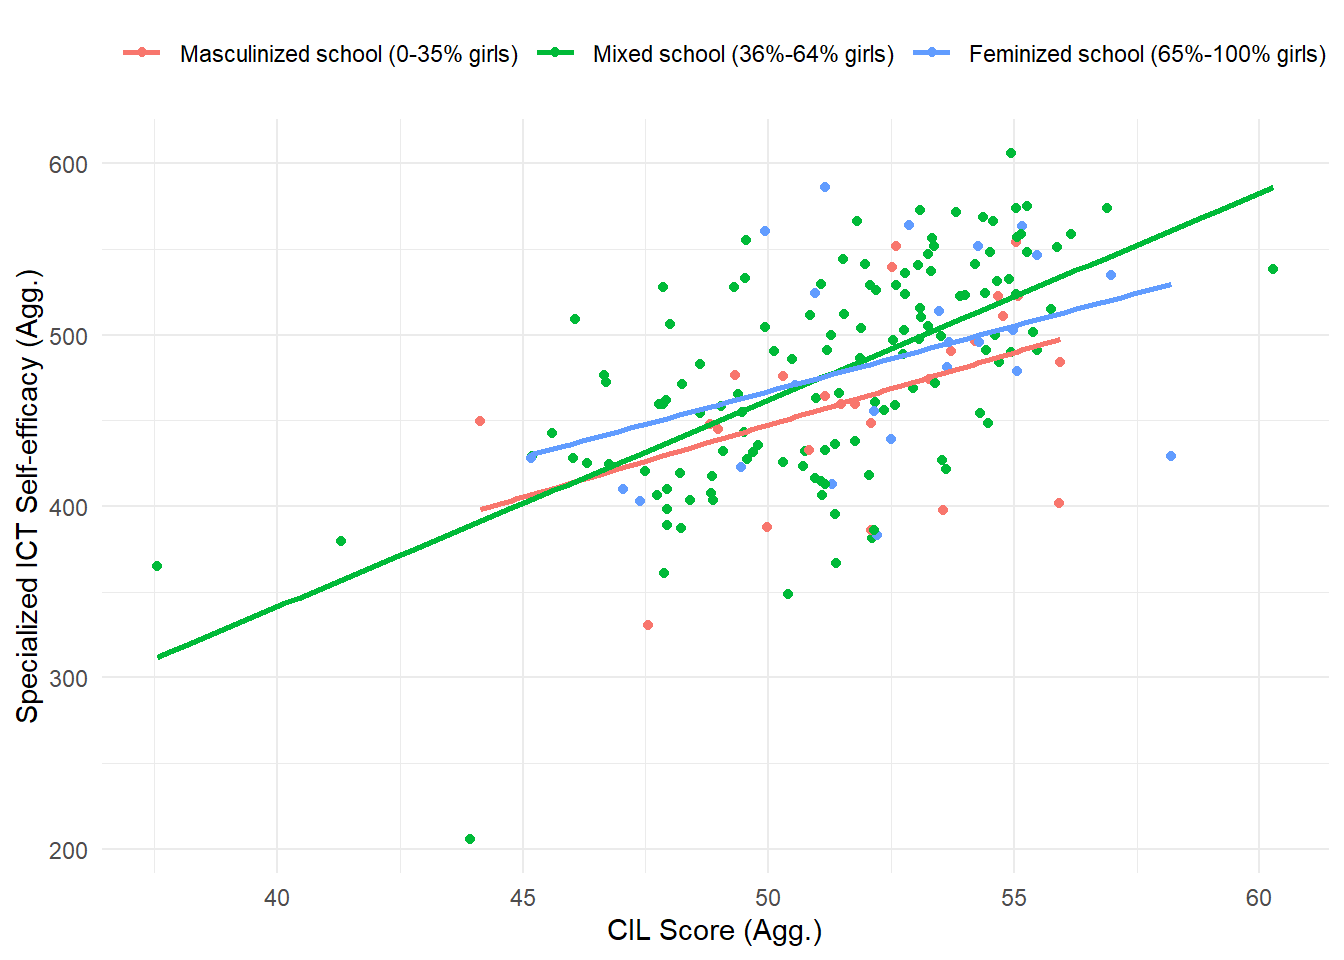 Masculinized school (0-35% girls) Mixed school (36%-64% girls) Feminized school (65%-100% girls)
Specialized ICT Self-efficacy (Agg.)
600
500
400
300
200
40 45 50 55 60
CIL Score (Agg.)